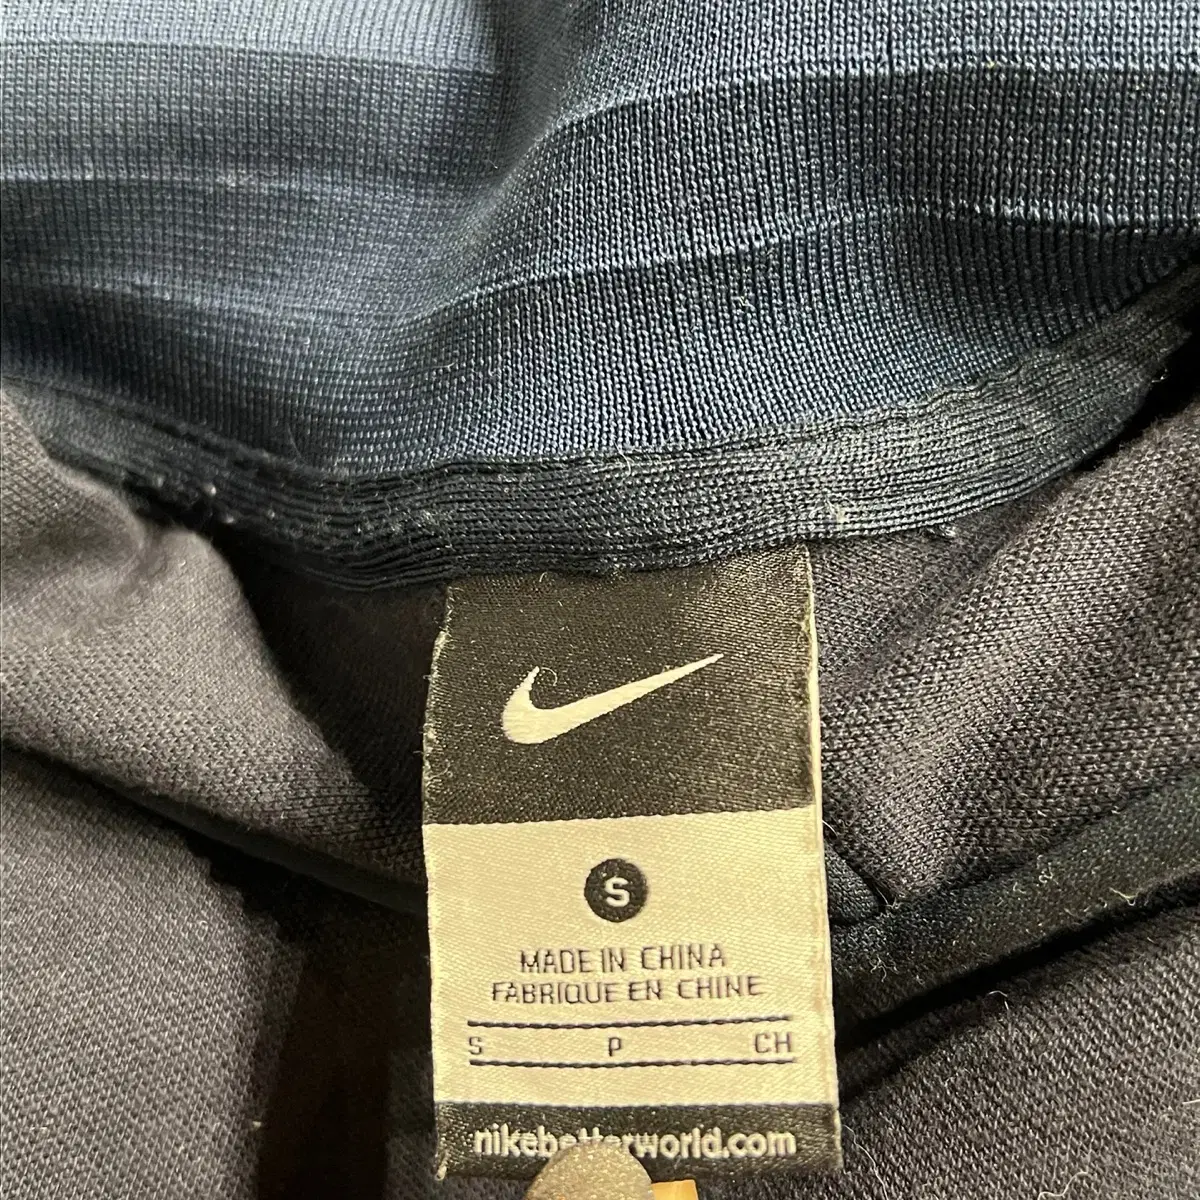 S
MADE IN CHINA
FABRIQUE EN CHINE
S P CH
nikebetterworld.com